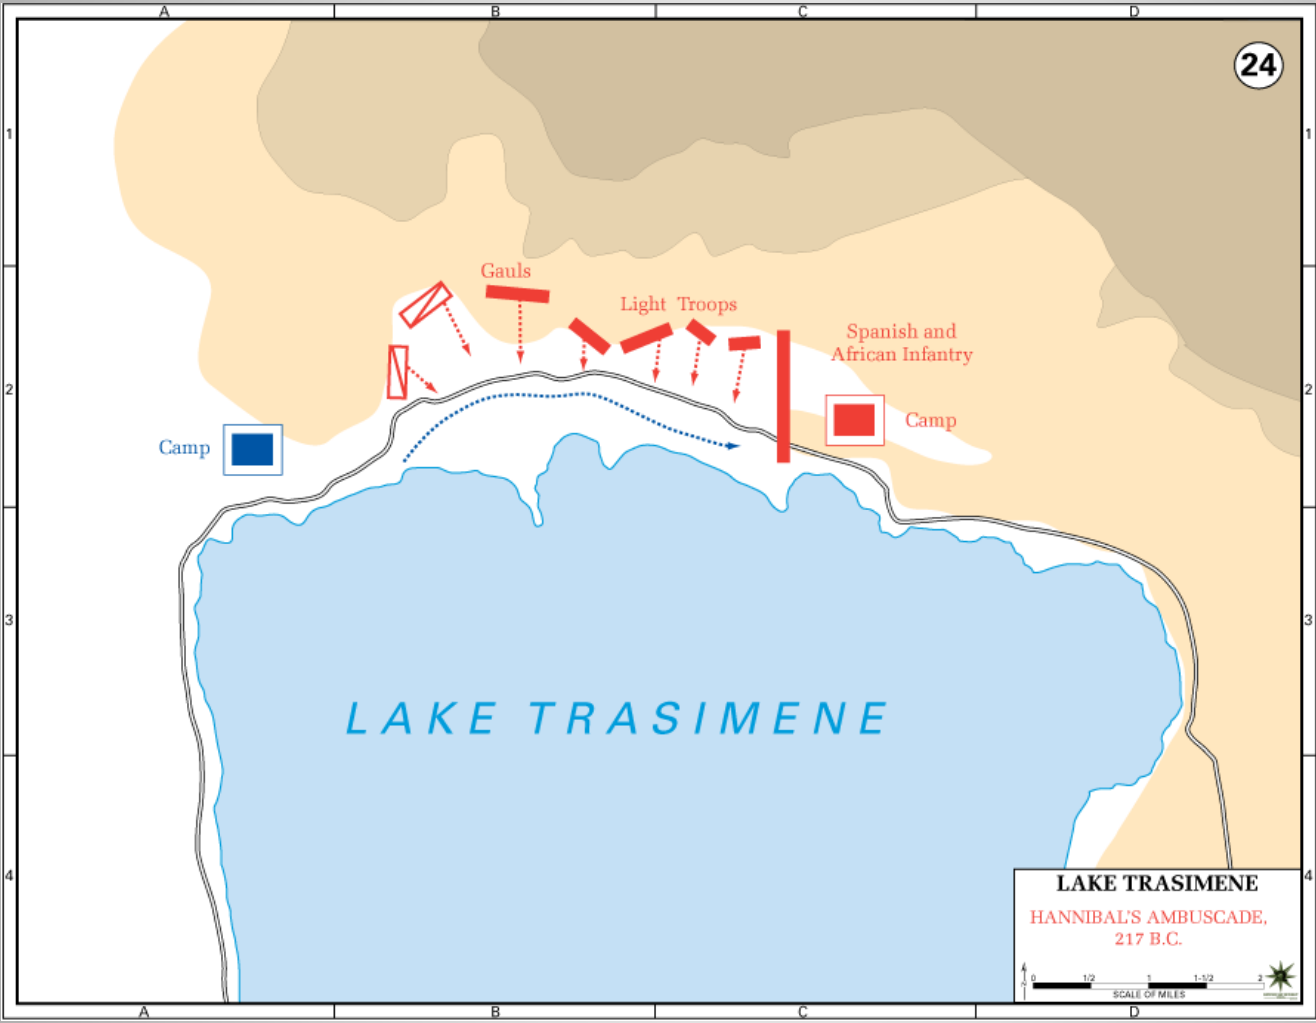 A B C D
24
1 1
Gauls
Light Troops
Spanish and
African Infantry
2 2
Camp
Camp
3 3
LAKE TRASIMENE
4 4
LAKE TRASIMENE
HANNIBAL'S AMBUSCADE,
217 B.C.
0 1/2 1 1-1/2 2
SCALE OF MILES
A B C D